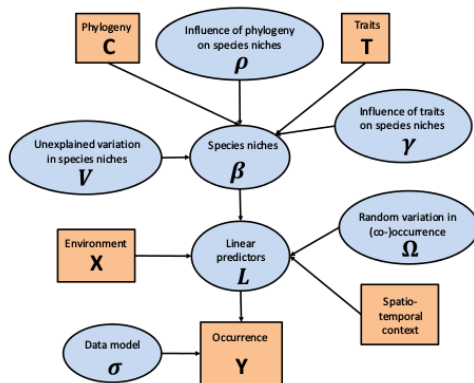 Phylogeny
C
Influence of phylogeny
on species niches
ρ
Traits
T
Unexplained variation
in species niches
V
Species niches
β
Influence of traits
on species niches
γ
Environment
X
Linear
predictors
L
Random variation in
(co-)occurrence
Ω
Spatio-
temporal
context
Data model
σ
Occurrence
Y